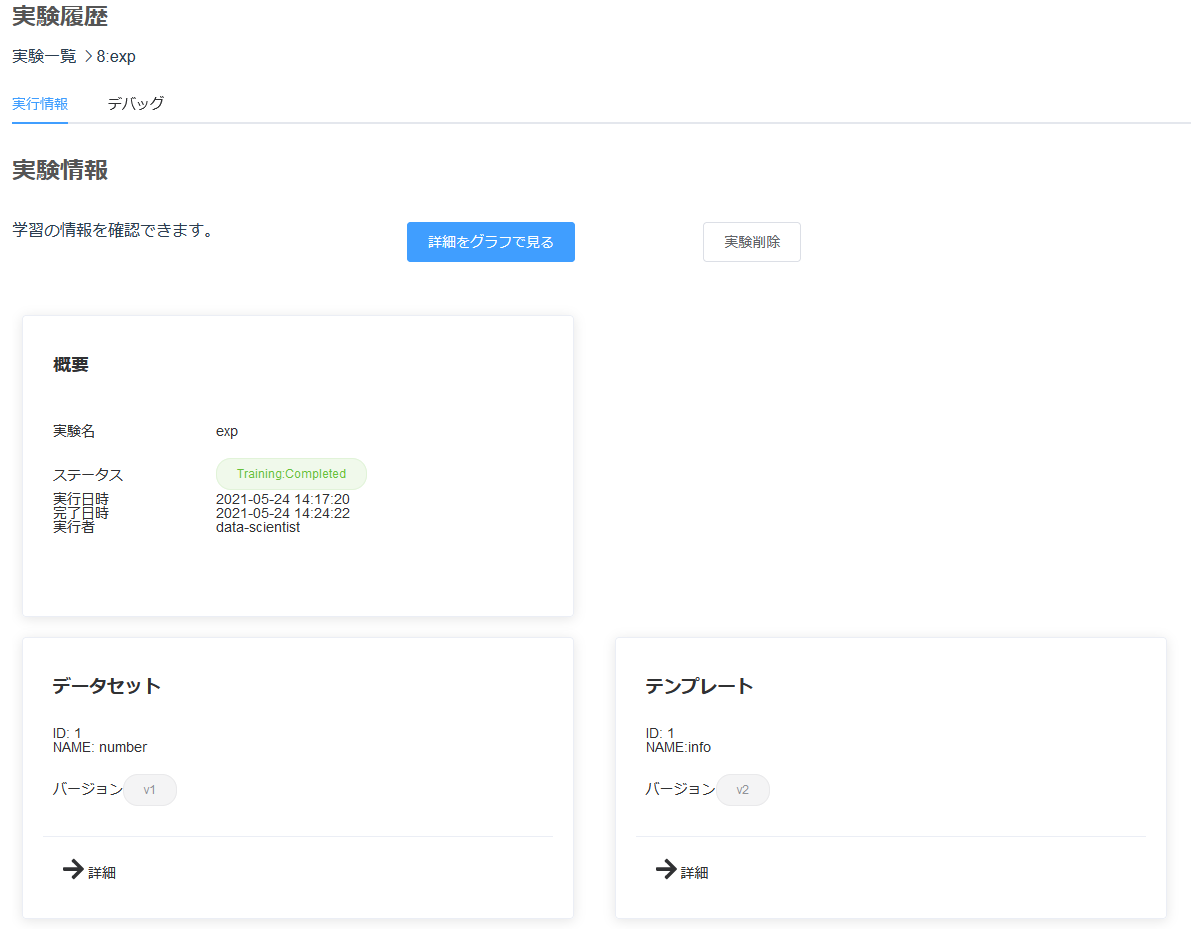 実験履歴
実験一覧 > 8:exp
実行情報 デバッグ
実験情報
学習の情報を確認できます。 詳細をグラフで見る 実験削除
概要
実験名 exp
ステータス Training:Completed
実行日時 2021-05-24 14:17:20
完了日時 2021-05-24 14:24:22
実行者 data-scientist
データセット
ID: 1
NAME: number
バージョン v1
詳細
テンプレート
ID: 1
NAME:info
バージョン v2
詳細